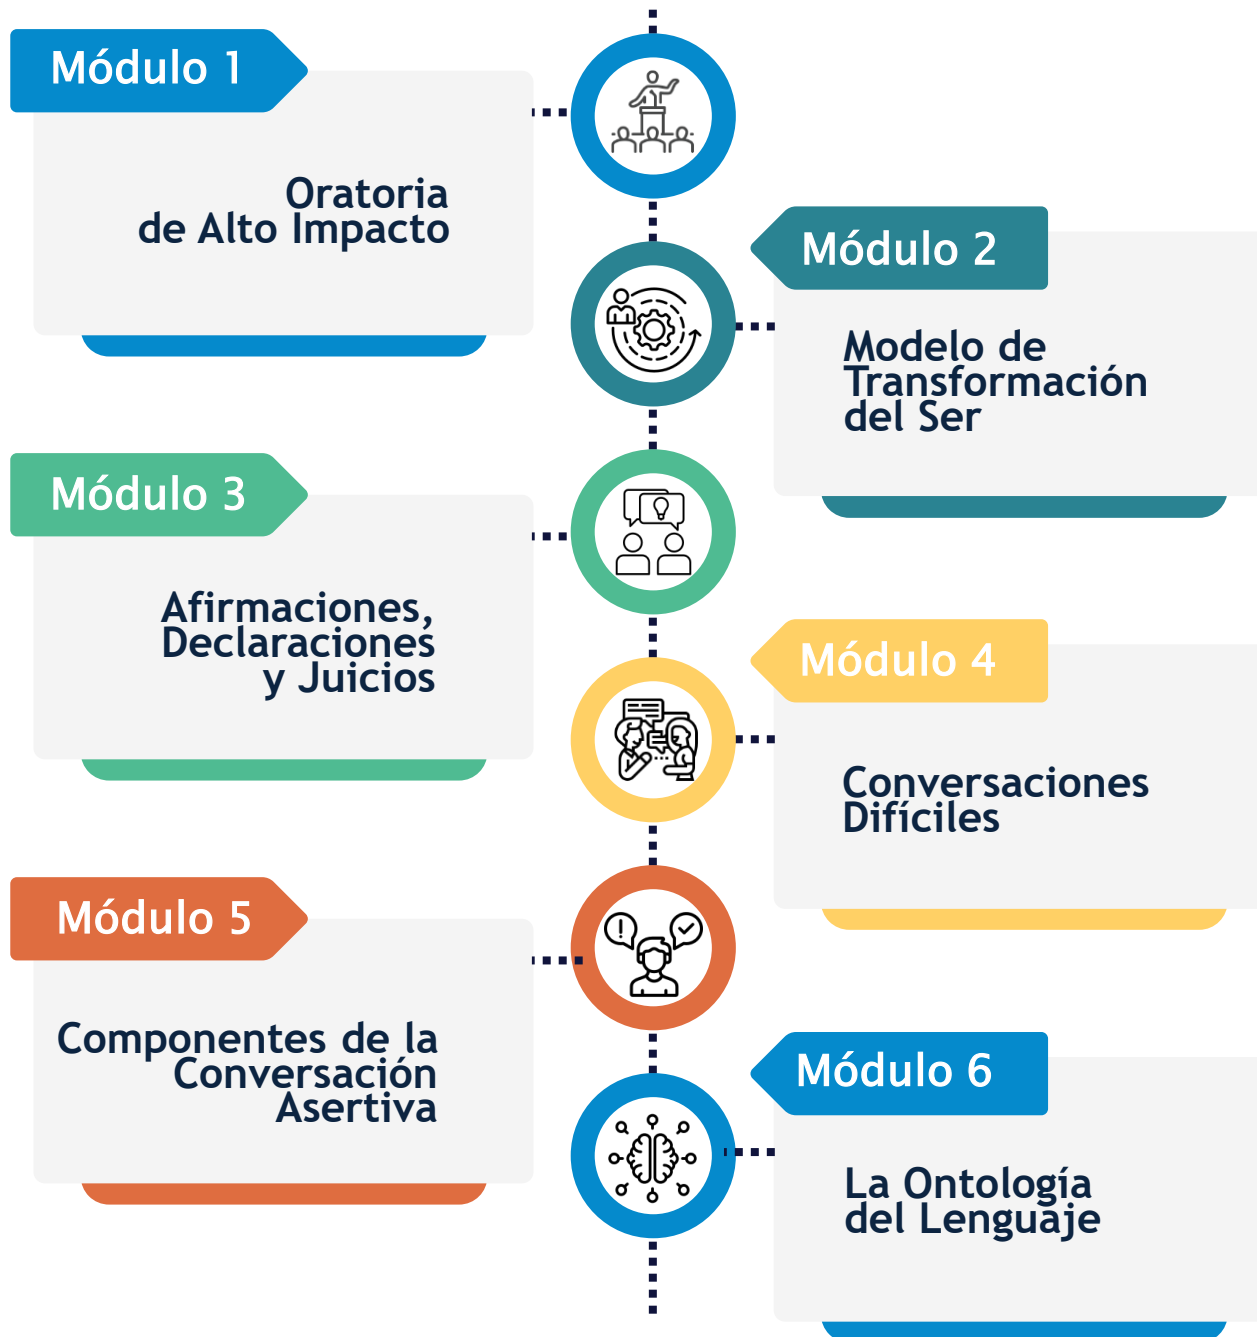 Módulo 1
Oratoria
de Alto Impacto
Módulo 2
Modelo de
Transformación
del Ser
Módulo 3
Afirmaciones,
Declaraciones
y Juicios
Módulo 4
Conversaciones
Difíciles
Módulo 5
Componentes de la
Conversación
Asertiva
Módulo 6
La Ontología
del Lenguaje